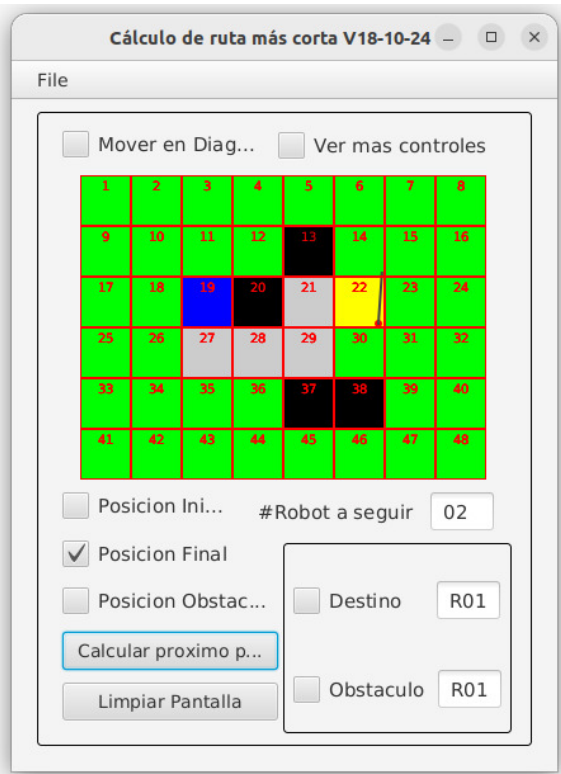 Cálculo de ruta más corta V18-10-24
File
Mover en Diag... Ver mas controles
1 2 3 4 5 6 7 8
9 10 11 12 13 14 15 16
17 18 19 20 21 22 23 24
25 26 27 28 29 30 31 32
33 34 35 36 37 38 39 40
41 42 43 44 45 46 47 48
Posicion Ini... #Robot a seguir 02
Posicion Final
Posicion Obstac... Destino R01
Calcular proximo p...
Limpiar Pantalla Obstaculo R01